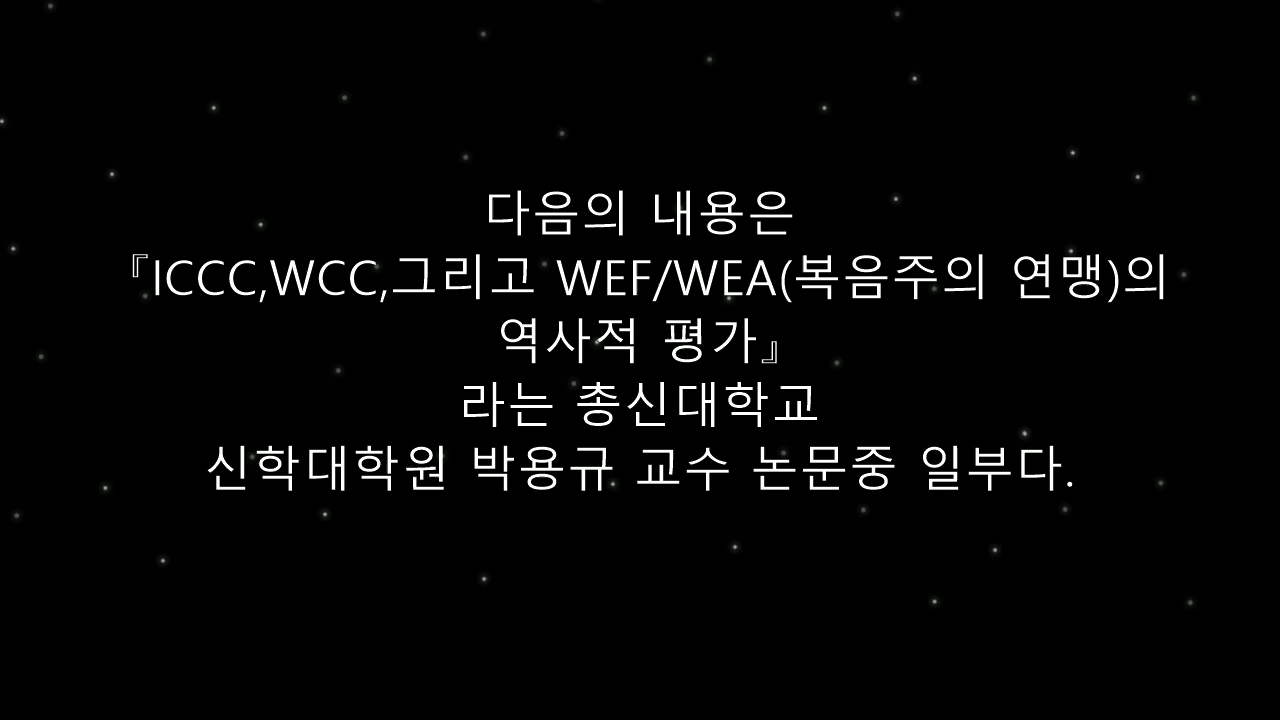 다음의 내용은
『ICCC,WCC,그리고 WEF/WEA(복음주의 연맹)의
역사적 평가』
라는 총신대학교
신학대학원 박용규 교수 논문중 일부다.